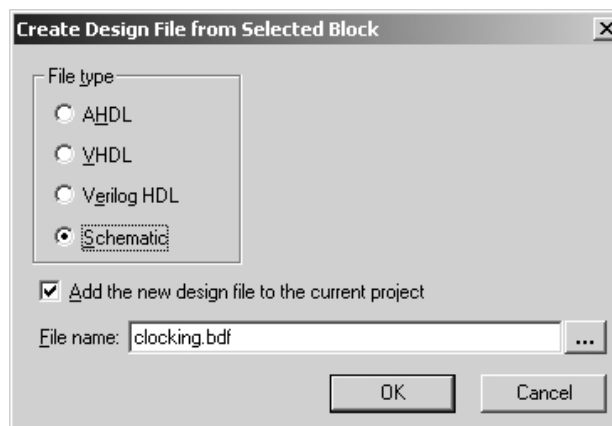 Create Design File from Selected Block
File type
AHDL
VHDL
Verilog HDL
Schematic
Add the new design file to the current project
File name: clocking.bdf ...
OK Cancel